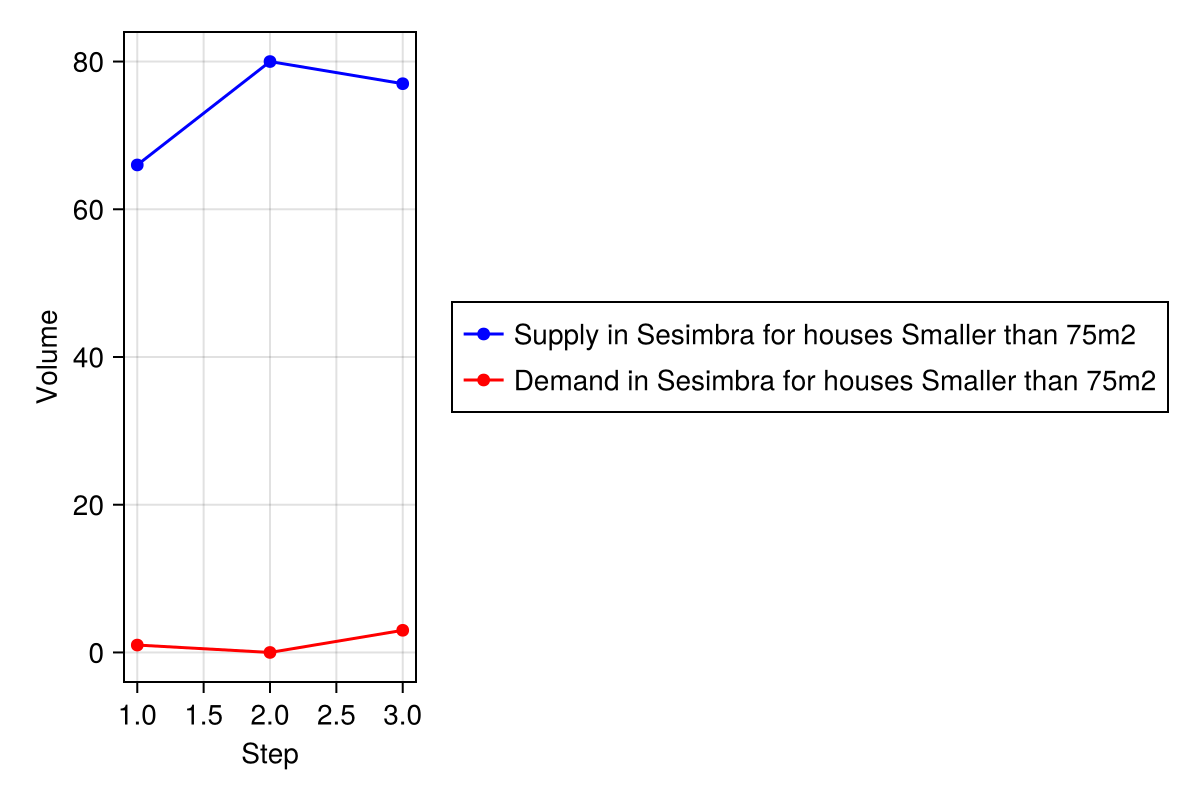 80
60
40
20
0
Volume
1.0 1.5 2.0 2.5 3.0
Step
Supply in Sesimbra for houses Smaller than 75m2
Demand in Sesimbra for houses Smaller than 75m2